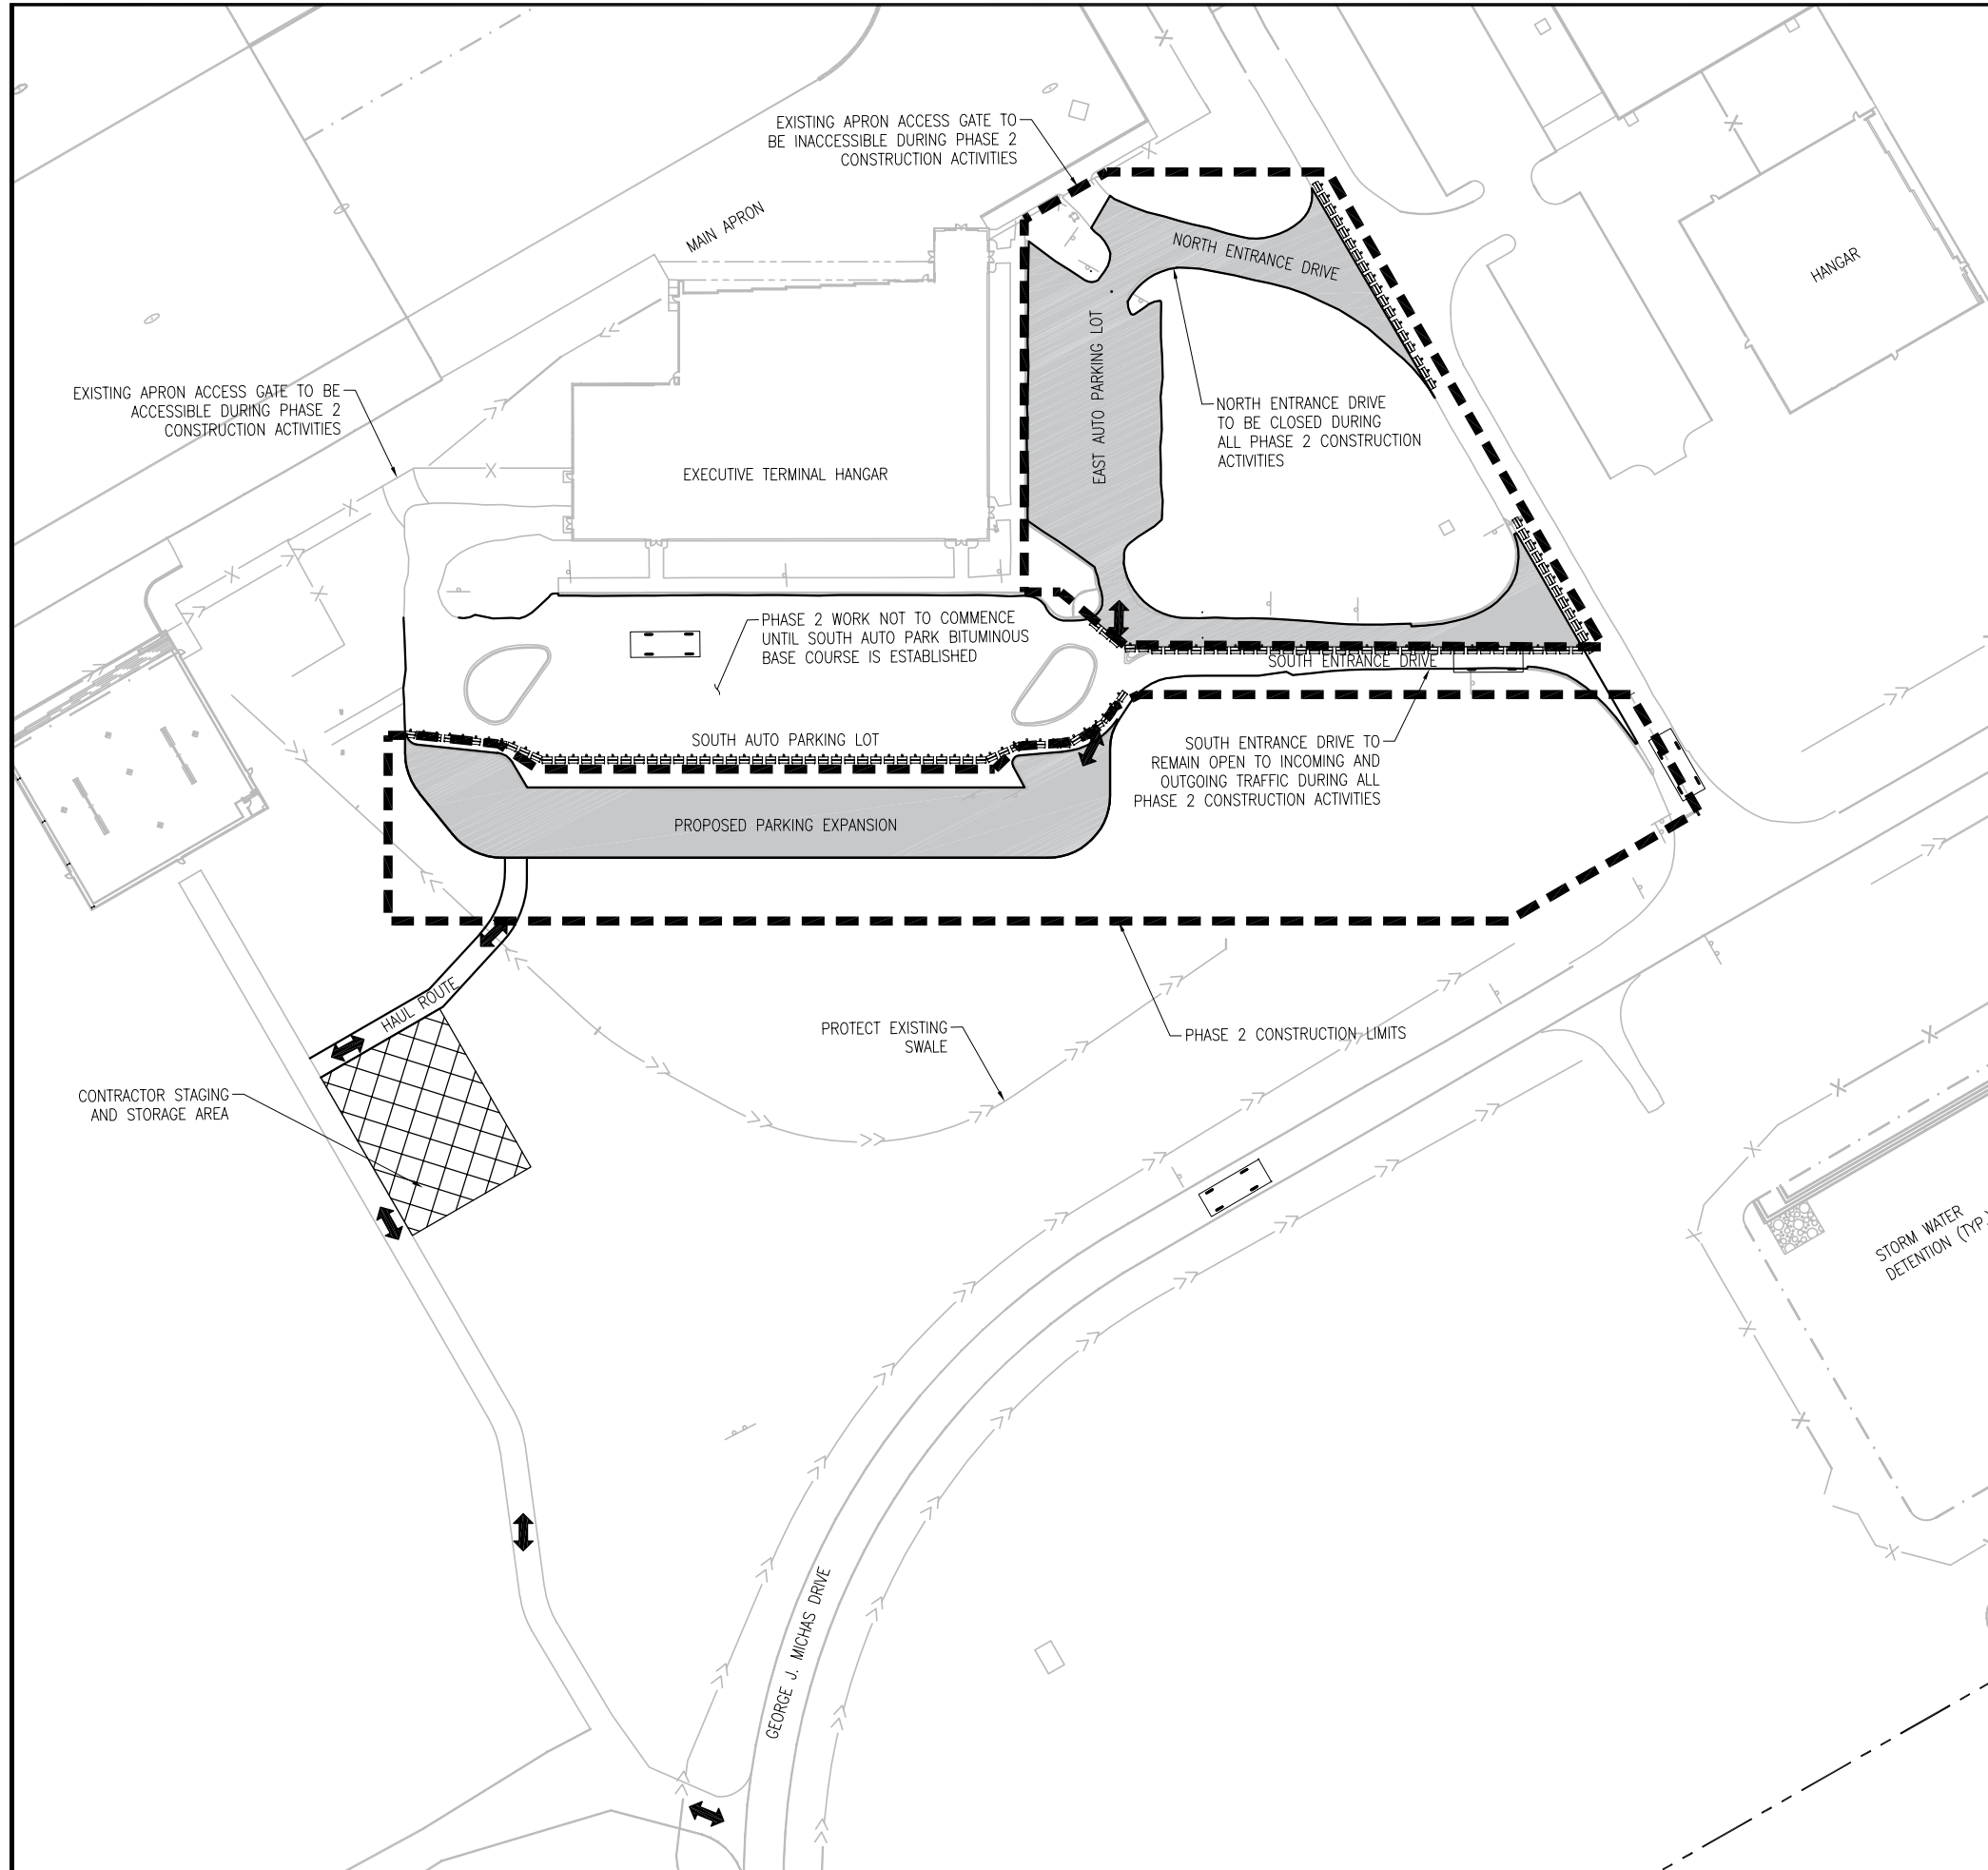 EXISTING APRON ACCESS GATE TO
BE INACCESSIBLE DURING PHASE 2
CONSTRUCTION ACTIVITIES
MAIN APRON
NORTH ENTRANCE DRIVE
HANGAR
EAST AUTO PARKING LOT
EXISTING APRON ACCESS GATE TO BE
ACCESSIBLE DURING PHASE 2
CONSTRUCTION ACTIVITIES
NORTH ENTRANCE DRIVE
TO BE CLOSED DURING
ALL PHASE 2 CONSTRUCTION
ACTIVITIES
EXECUTIVE TERMINAL HANGAR
PHASE 2 WORK NOT TO COMMENCE
UNTIL SOUTH AUTO PARK BITUMINOUS
BASE COURSE IS ESTABLISHED
SOUTH ENTRANCE DRIVE
SOUTH AUTO PARKING LOT
SOUTH ENTRANCE DRIVE TO
REMAIN OPEN TO INCOMING AND
OUTGOING TRAFFIC DURING ALL
PHASE 2 CONSTRUCTION ACTIVITIES
PROPOSED PARKING EXPANSION
HAUL ROUTE
PROTECT EXISTING
SWALE
PHASE 2 CONSTRUCTION LIMITS
CONTRACTOR STAGING
AND STORAGE AREA
STORM WATER
DETENTION (TYP.)
GEORGE J. MICHAS DRIVE